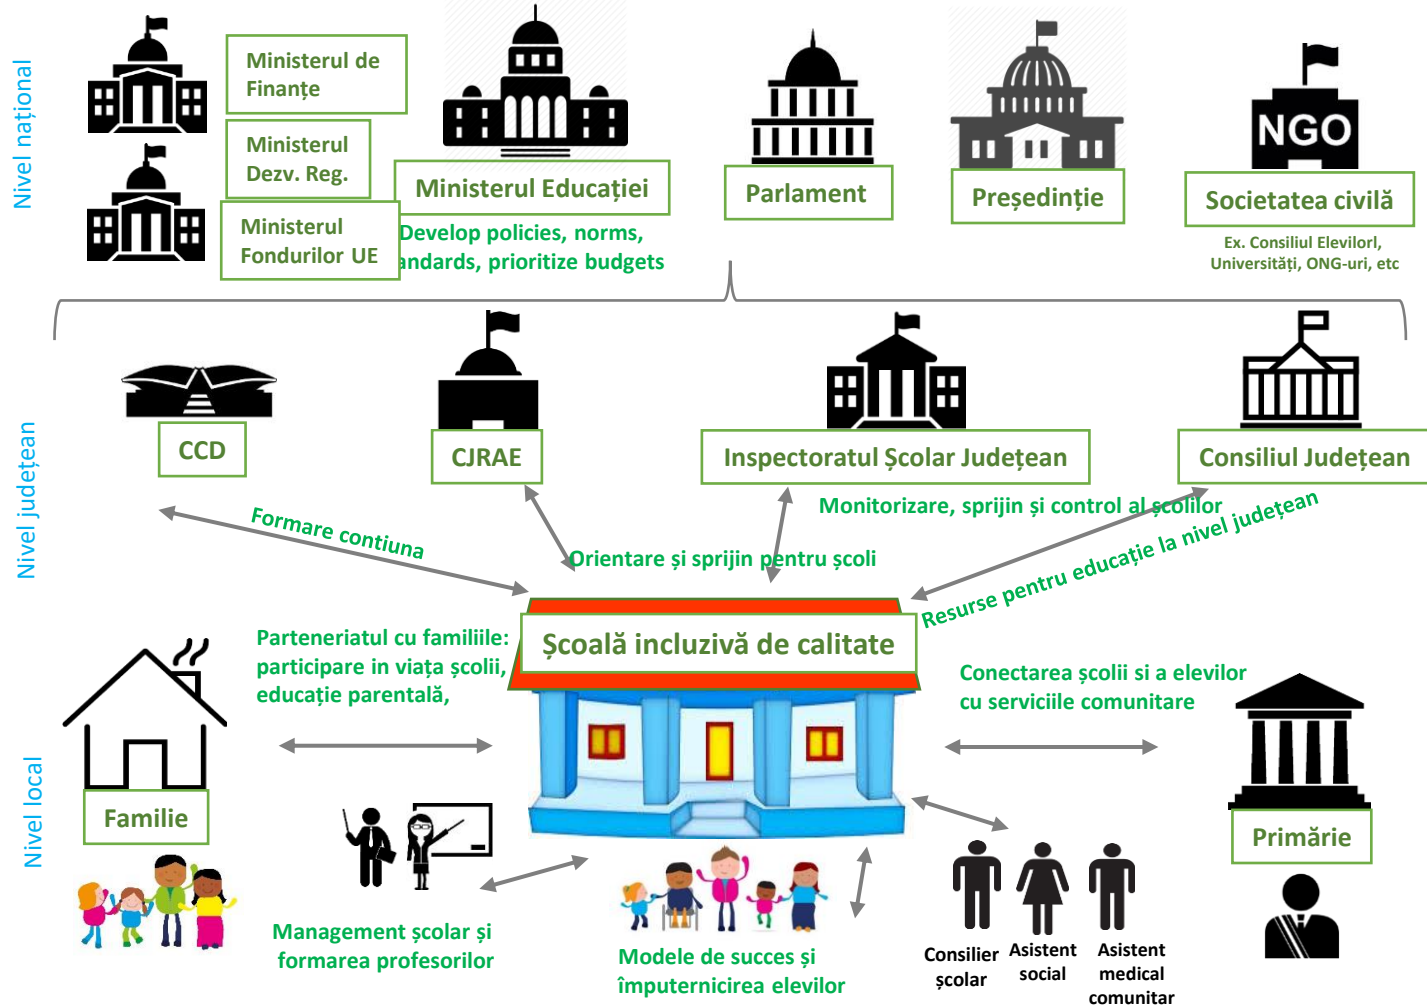 Nivel național
Ministerul de
Finanțe
Ministerul
Dezv. Reg.
Ministerul
Fondurilor UE
Ministerul Educației
Develop policies, norms,
andards, prioritize budgets
Parlament
Președinție
NGO
Societatea civilă
Ex. Consiliul Elevilorl,
Universități, ONG-uri, etc
Nivel județean
CCD
CJRAE
Inspectoratul Școlar Județean
Consiliul Județean
Formare contiuna
Orientare și sprijin pentru școli
Monitorizare, sprijin și control al școlilor
Resurse pentru educație la nivel județean
Nivel local
Școală incluzivă de calitate
Parteneriatul cu familiile:
participare in viața școlii,
educație parentală,
Conectarea școlii si a elevilor
cu serviciile comunitare
Familie
Primărie
Management școlar și
formarea profesorilor
Modele de succes și
împuternicirea elevilor
Consilier
școlar
Asistent
social
Asistent
medical
comunitar